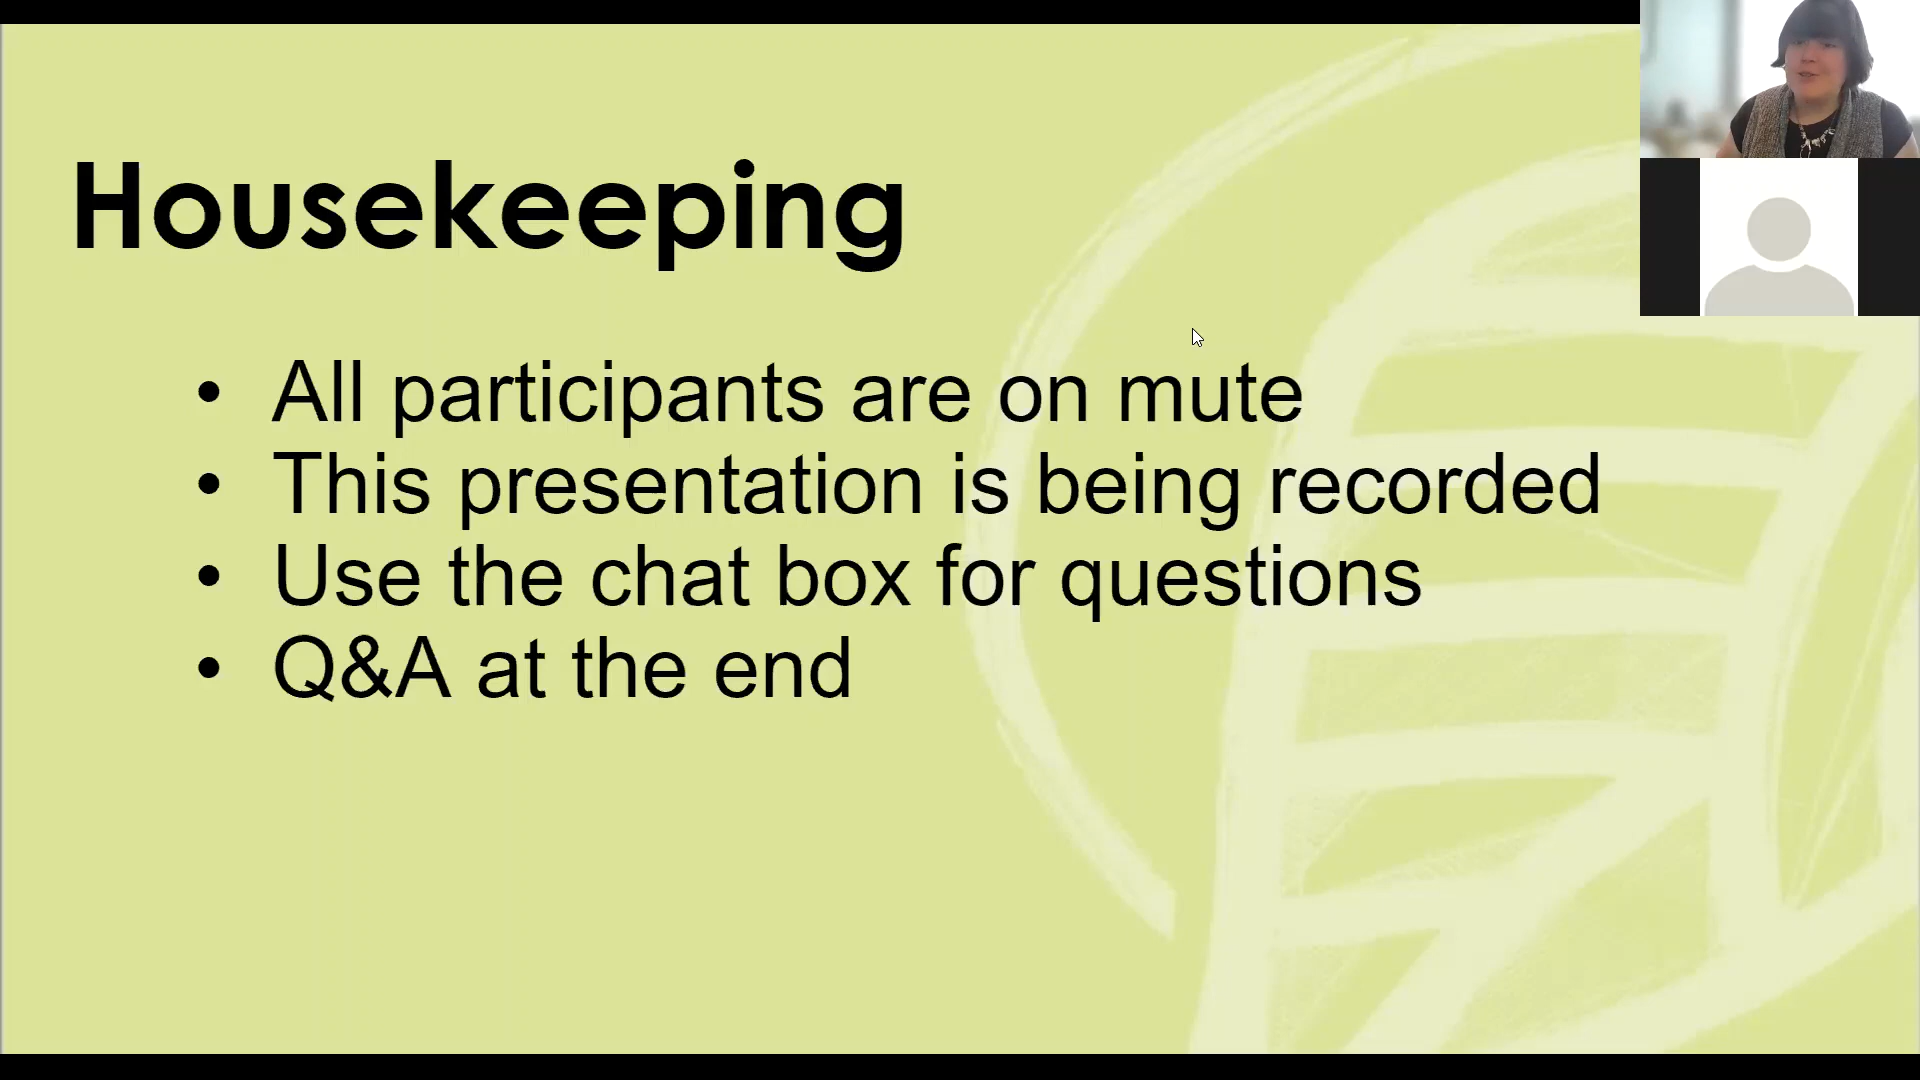 Housekeeping
• All participants are on mute
• This presentation is being recorded
• Use the chat box for questions
• Q&A at the end